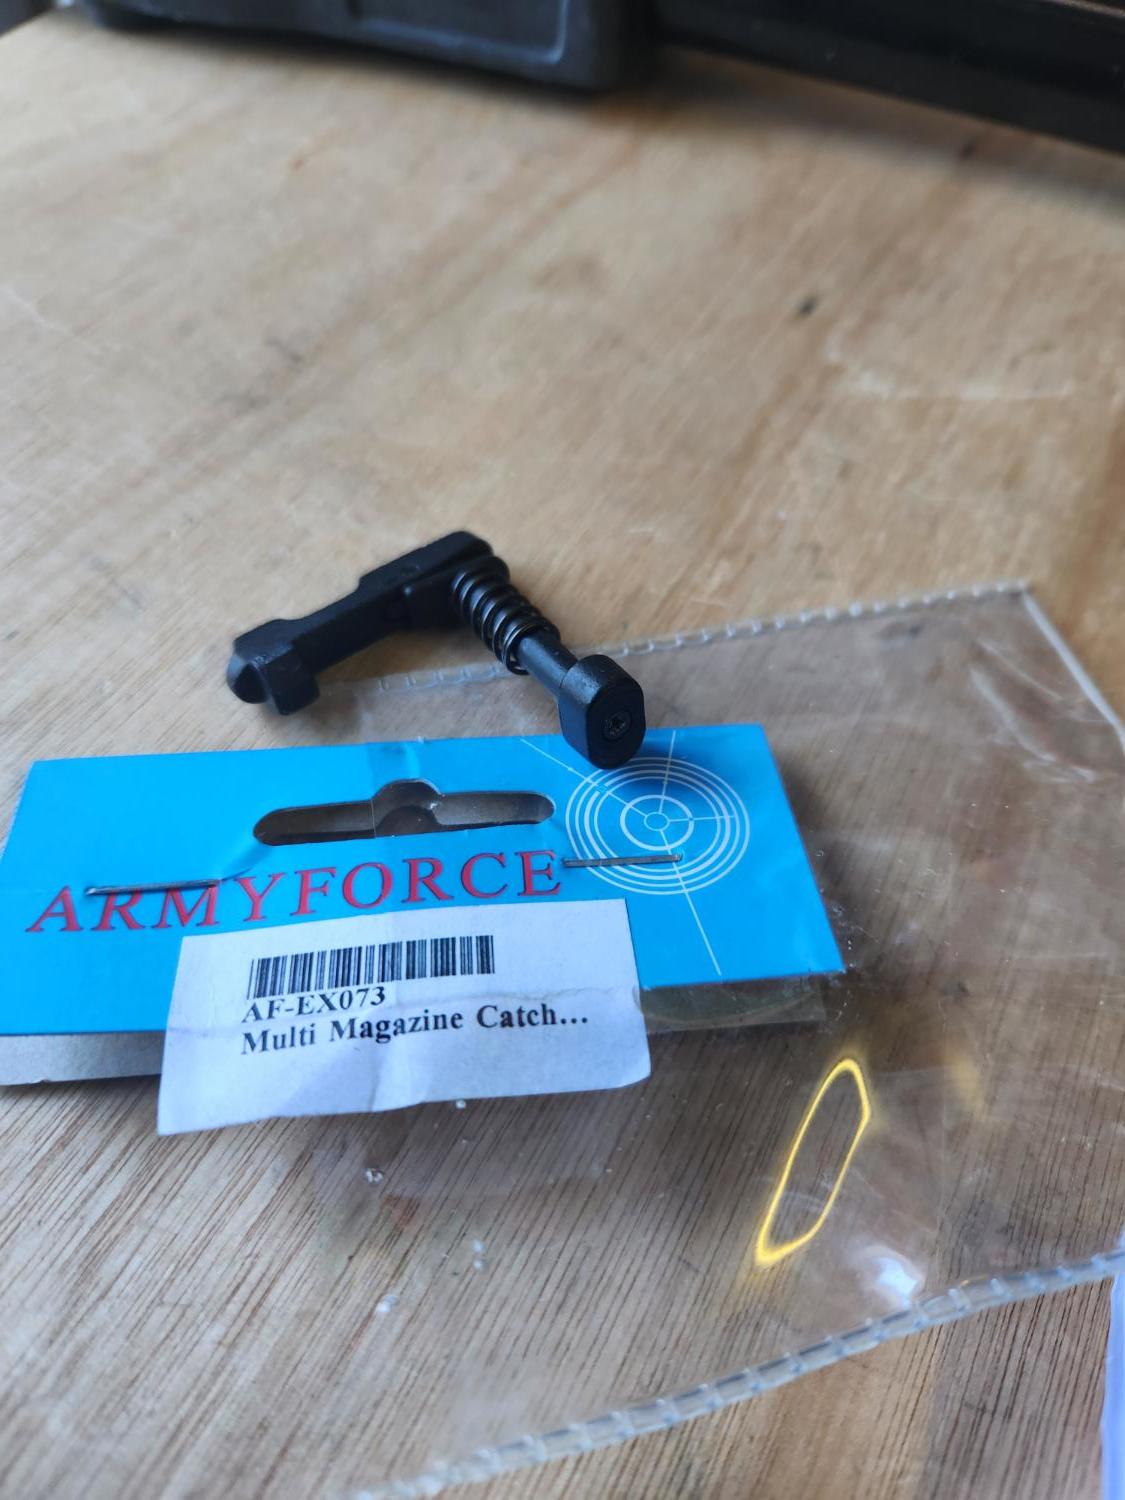 ARMYFORCE
AF-EX073
Multi Magazine Catch...